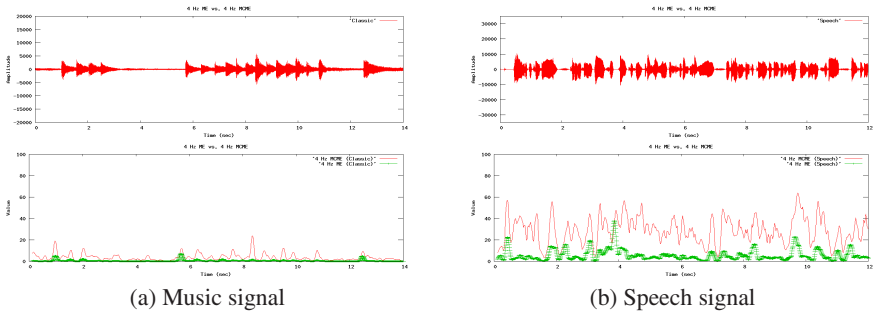 4 Hz ME vs. 4 Hz MCME
'Classic'
20000
15000
10000
5000
0
-5000
-10000
-15000
-20000
Amplitude
0 2 4 6 8 10 12 14
Time (sec)
4 Hz ME vs. 4 Hz MCME
'4 Hz MCME (Classic)'
'4 Hz ME (Classic)'
100
80
60
40
20
0
Value
0 2 4 6 8 10 12 14
Time (sec)
(a) Music signal
4 Hz ME vs. 4 Hz MCME
'Speech'
30000
20000
10000
0
-10000
-20000
-30000
Amplitude
0 2 4 6 8 10 12
Time (sec)
4 Hz ME vs. 4 Hz MCME
'4 Hz MCME (Speech)'
'4 Hz ME (Speech)'
100
80
60
40
20
0
Value
0 2 4 6 8 10 12
Time (sec)
(b) Speech signal